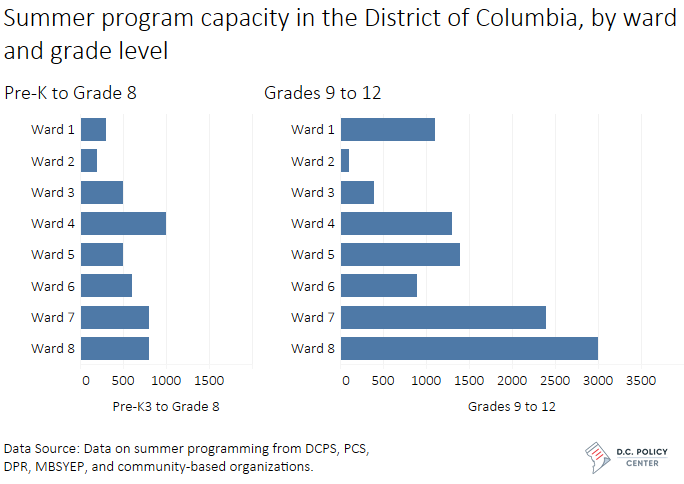 Summer program capacity in the District of Columbia, by ward
and grade level
Pre-K to Grade 8
Ward 1
Ward 2
Ward 3
Ward 4
Ward 5
Ward 6
Ward 7
Ward 8
0 500 1000 1500
Pre-K3 to Grade 8
Grades 9 to 12
Ward 1
Ward 2
Ward 3
Ward 4
Ward 5
Ward 6
Ward 7
Ward 8
0 500 1000 1500 2000 2500 3000 3500
Grades 9 to 12
Data Source: Data on summer programming from DCPS, PCS,
DPR, MBSYEP, and community-based organizations.
D.C. POLICY
CENTER